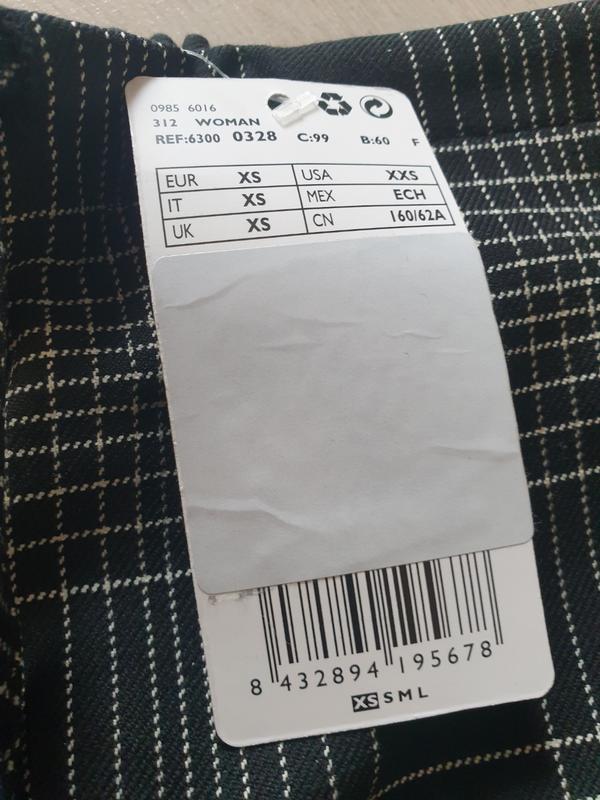 0985 6016
312 WOMAN
REF:6300 0328 C:99 B:60 F
EUR XS USA XXS
IT XS MEX ECH
UK XS CN 160/62A
8 432894 195678
XS S M L